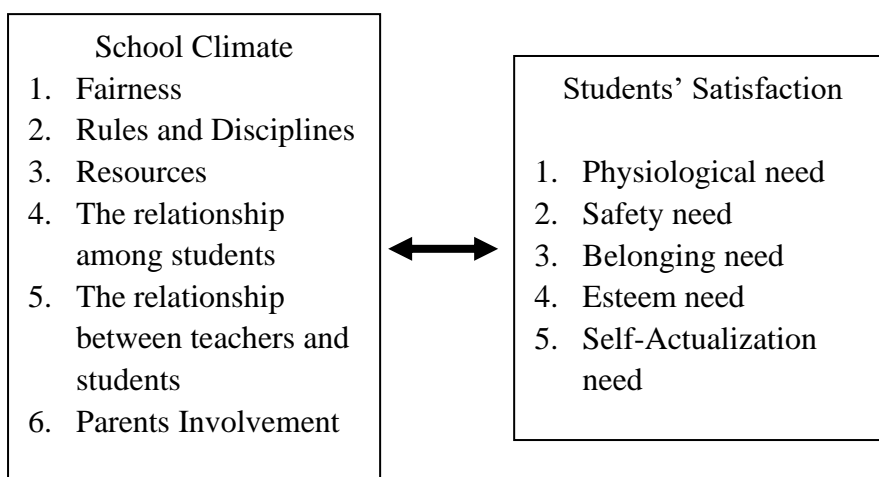 School Climate
1. Fairness
2. Rules and Disciplines
3. Resources
4. The relationship
among students
5. The relationship
between teachers and
students
6. Parents Involvement
Students’ Satisfaction
1. Physiological need
2. Safety need
3. Belonging need
4. Esteem need
5. Self-Actualization
need